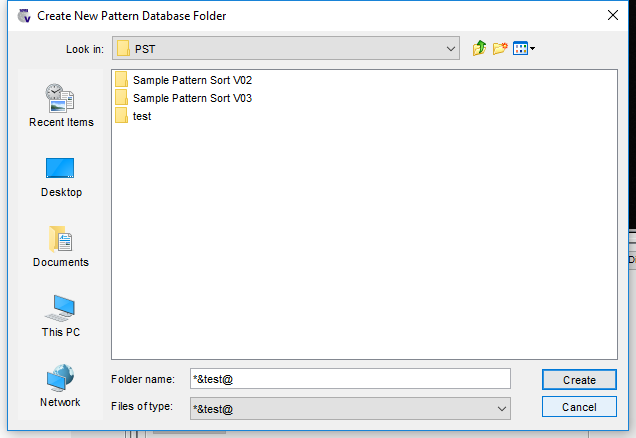 Create New Pattern Database Folder
Look in: PST
Sample Pattern Sort V02
Sample Pattern Sort V03
test
Recent Items
Desktop
Documents
This PC
Network
Folder name: *&test@ Create
Files of type: *&test@ Cancel